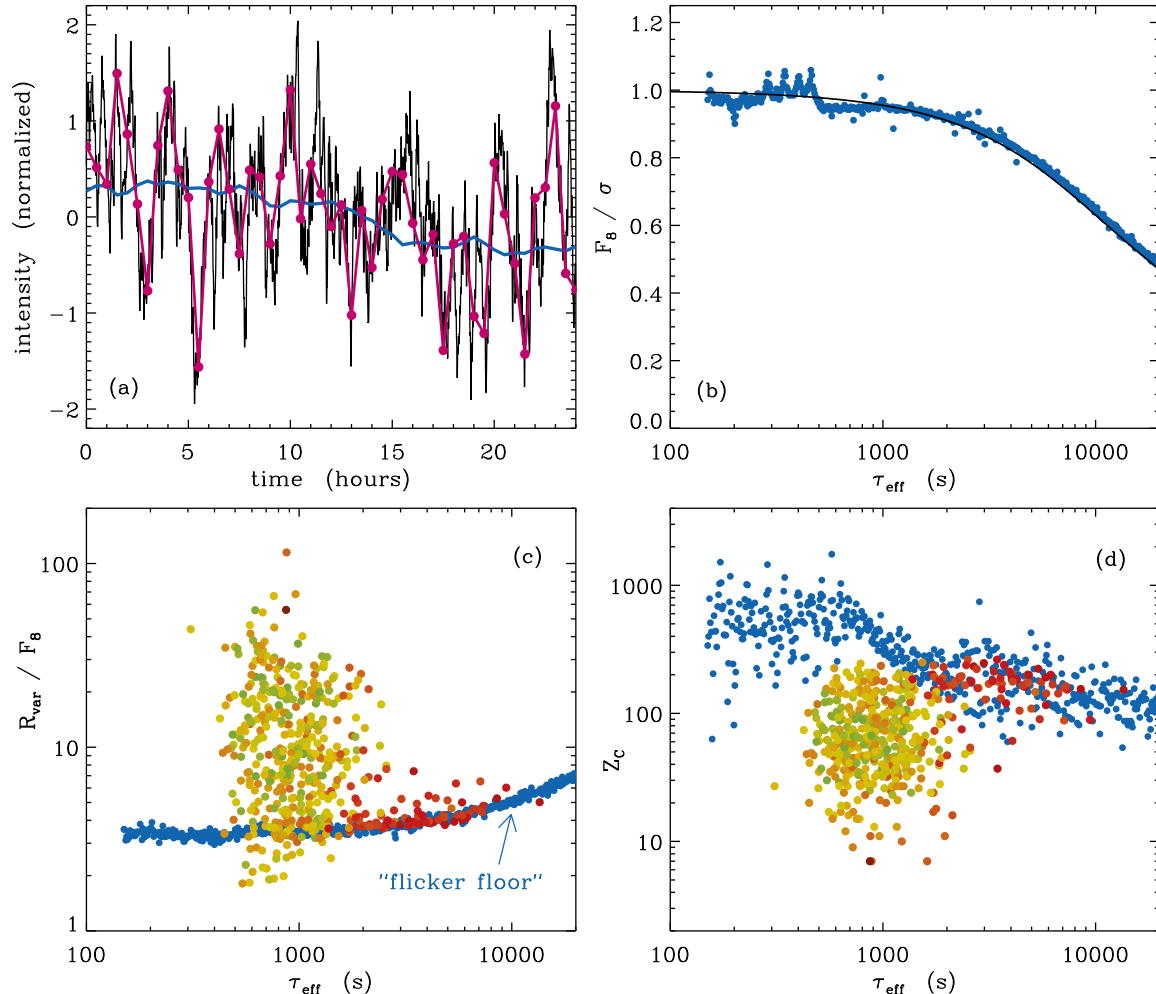 2
1
0
−1
−2
intensity (normalized)
(a)
0 5 10 15 20
time (hours)
1.2
1.0
0.8
0.6
0.4
0.2
0.0
F8 / σ
(b)
100 1000 10000
τeff (s)
100
10
1
Rvar / F8
(c)
"flicker floor"
100 1000 10000
τeff (s)
1000
100
10
ZC
(d)
100 1000 10000
τeff (s)